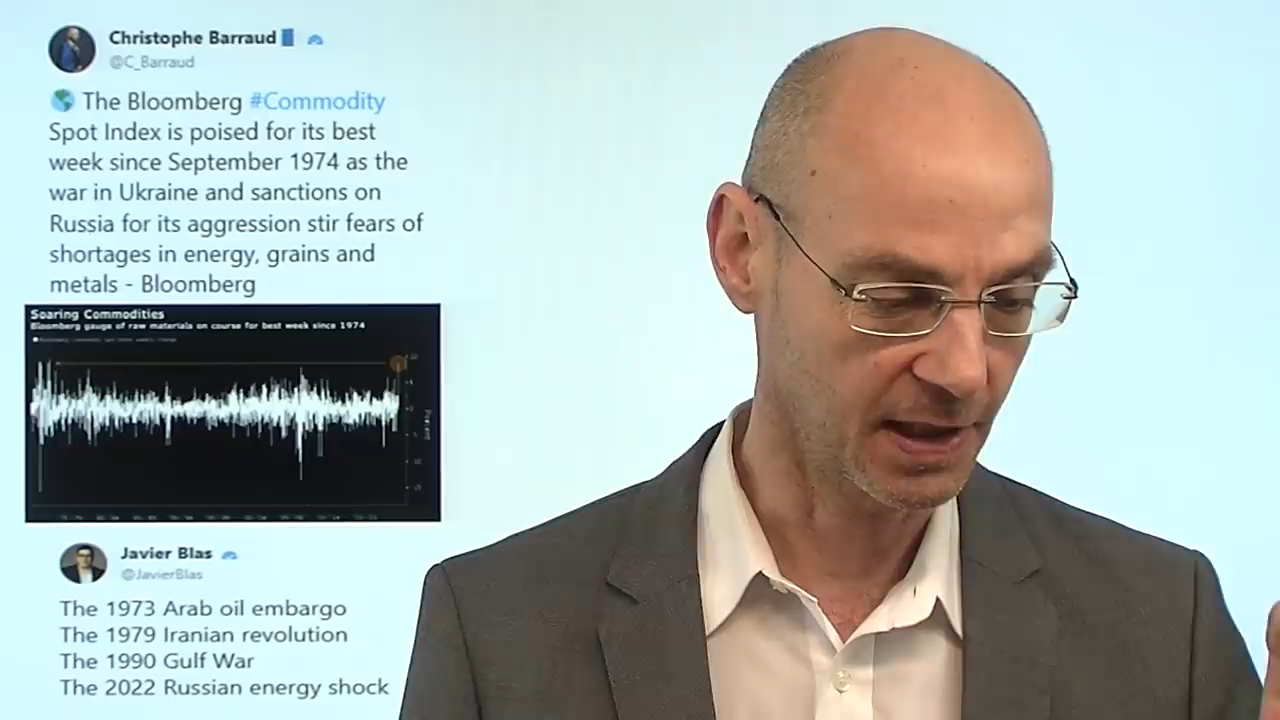 Christophe Barraud
@C_Barraud
The Bloomberg #Commodity
Spot Index is poised for its best
week since September 1974 as the
war in Ukraine and sanctions on
Russia for its aggression stir fears of
shortages in energy, grains and
metals - Bloomberg
Soaring Commodities
Bloomberg gauge of raw materials on course for best week since 1974
Percent
Javier Blas
@JavierBlas
The 1973 Arab oil embargo
The 1979 Iranian revolution
The 1990 Gulf War
The 2022 Russian energy shock